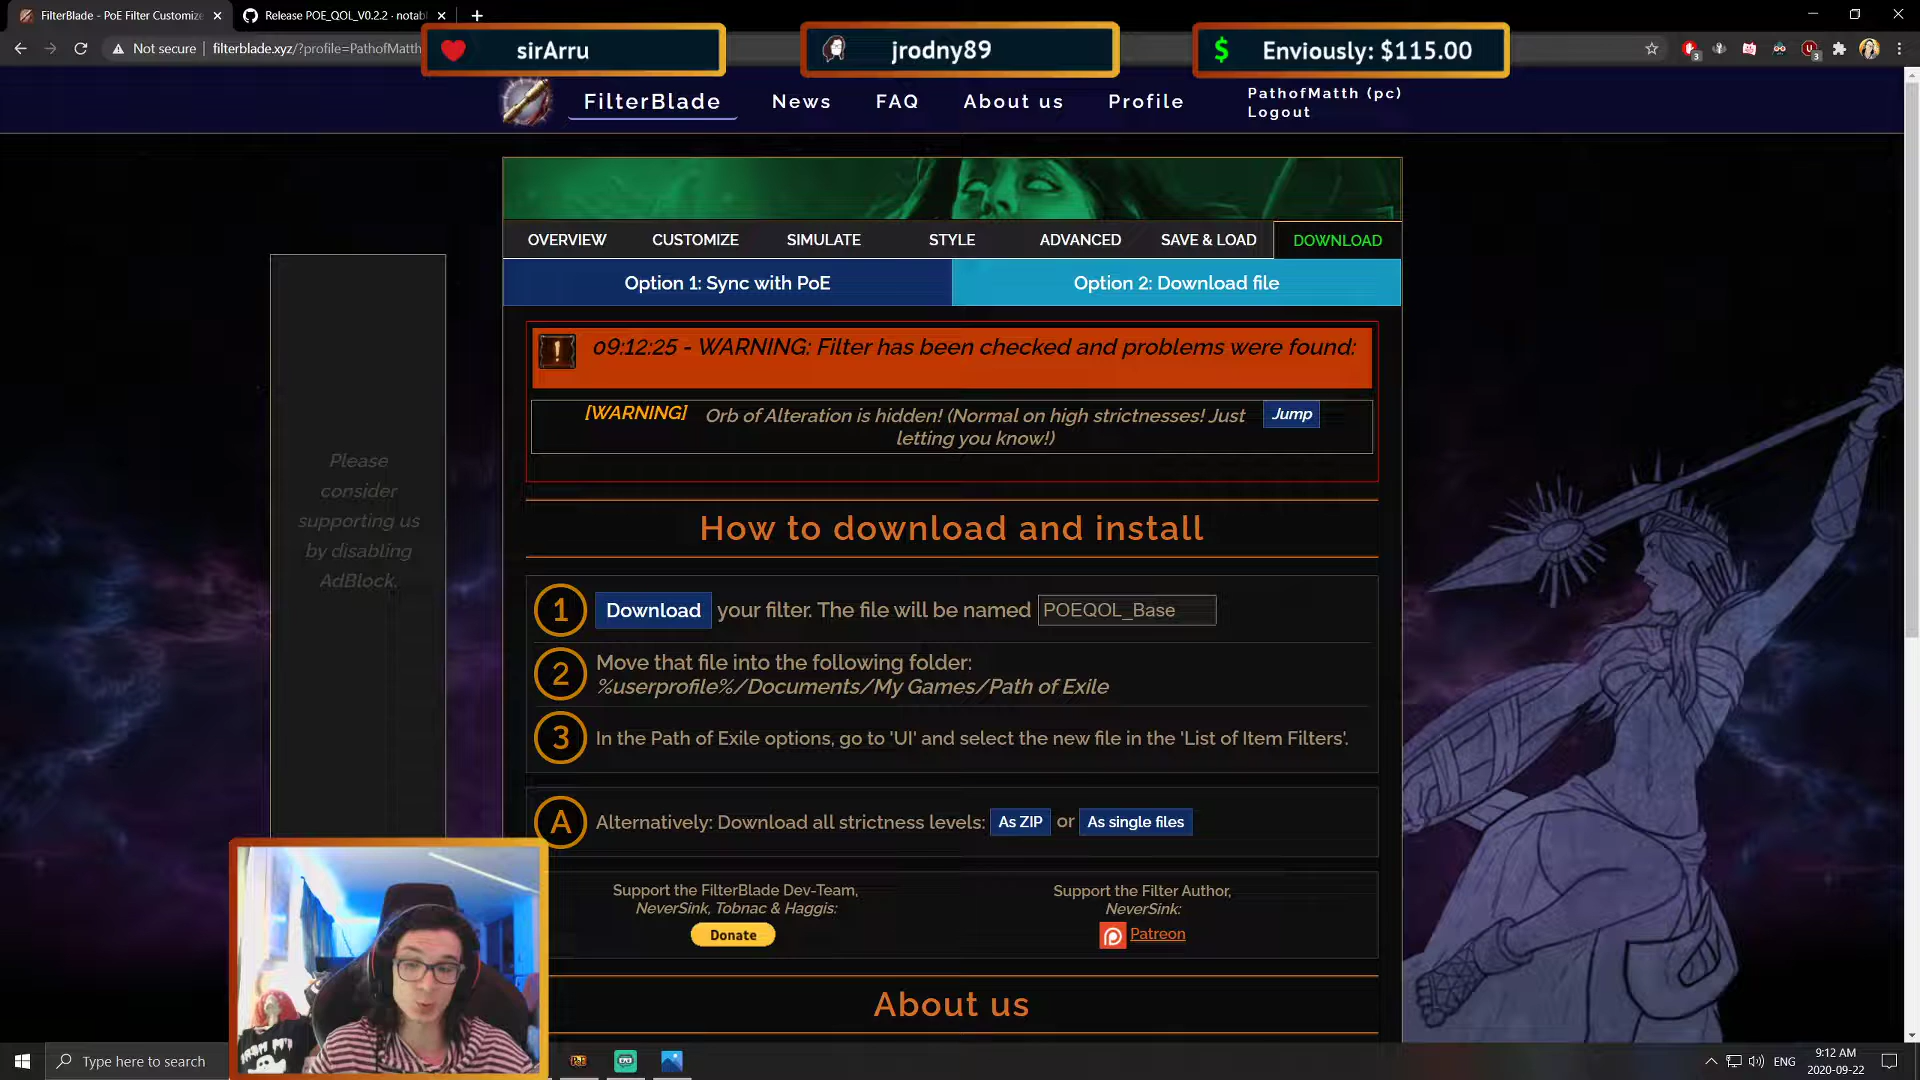 FilterBlade - PoE Filter Customize
Release POE_QOL_V0.2.2 - notab
Not secure
filterblade.xyz/?profile=PathofMatth
sirArru
jrodny89
$ Enviously: $115.00
3
3
FilterBlade
News
FAQ
About us
Profile
PathofMatth (pc)
Logout
OVERVIEW
CUSTOMIZE
SIMULATE
STYLE
ADVANCED
SAVE & LOAD
DOWNLOAD
Option 1: Sync with PoE
Option 2: Download file
! 09:12:25 - WARNING: Filter has been checked and problems were found:
[WARNING] Orb of Alteration is hidden! (Normal on high strictnesses! Just
letting you know!)
Jump
Please
consider
supporting us
by disabling
AdBlock.
How to download and install
1 Download your filter. The file will be named POEQOL_Base
2 Move that file into the following folder:
%userprofile%/Documents/My Games/Path of Exile
3 In the Path of Exile options, go to 'UI' and select the new file in the 'List of Item Filters'.
A Alternatively: Download all strictness levels: As ZIP or As single files
Support the FilterBlade Dev-Team,
NeverSink, Tobnac & Haggis:
Donate
Support the Filter Author,
NeverSink:
Patreon
About us
Type here to search
PoE
ENG
9:12 AM
2020-09-22